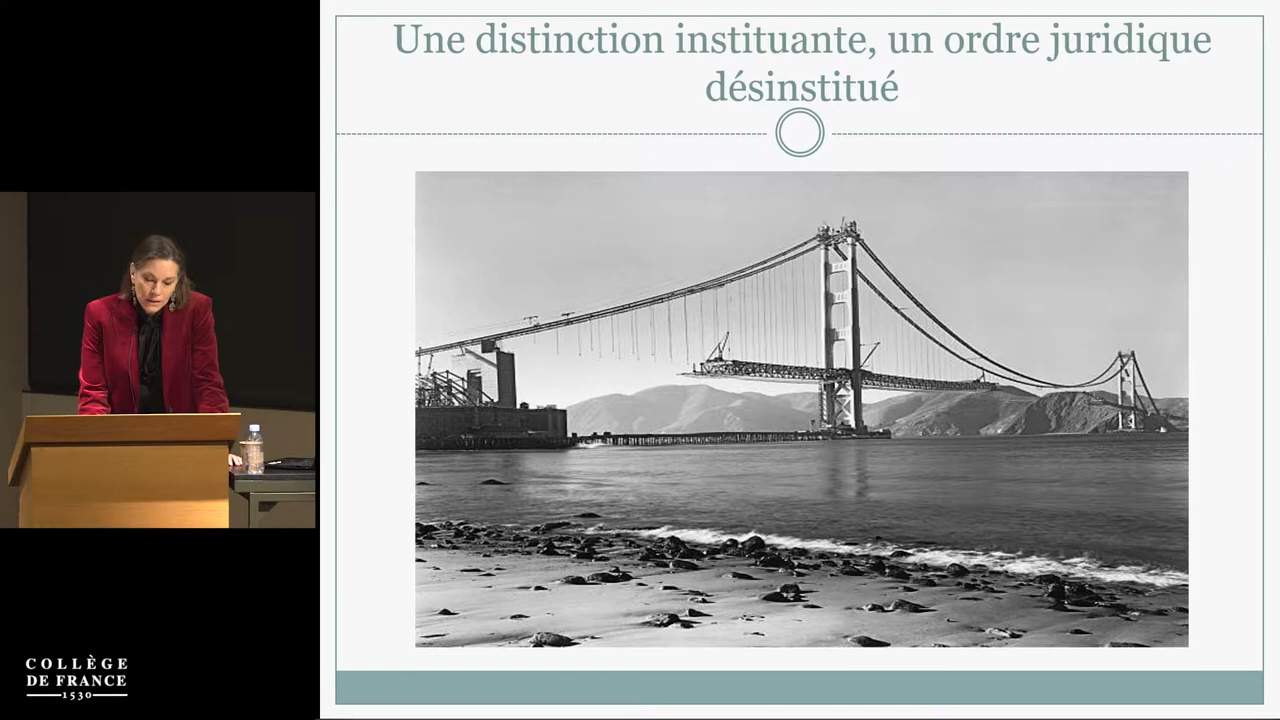 Une distinction instituante, un ordre juridique
désinstitué
COLLÈGE
DE FRANCE
1530